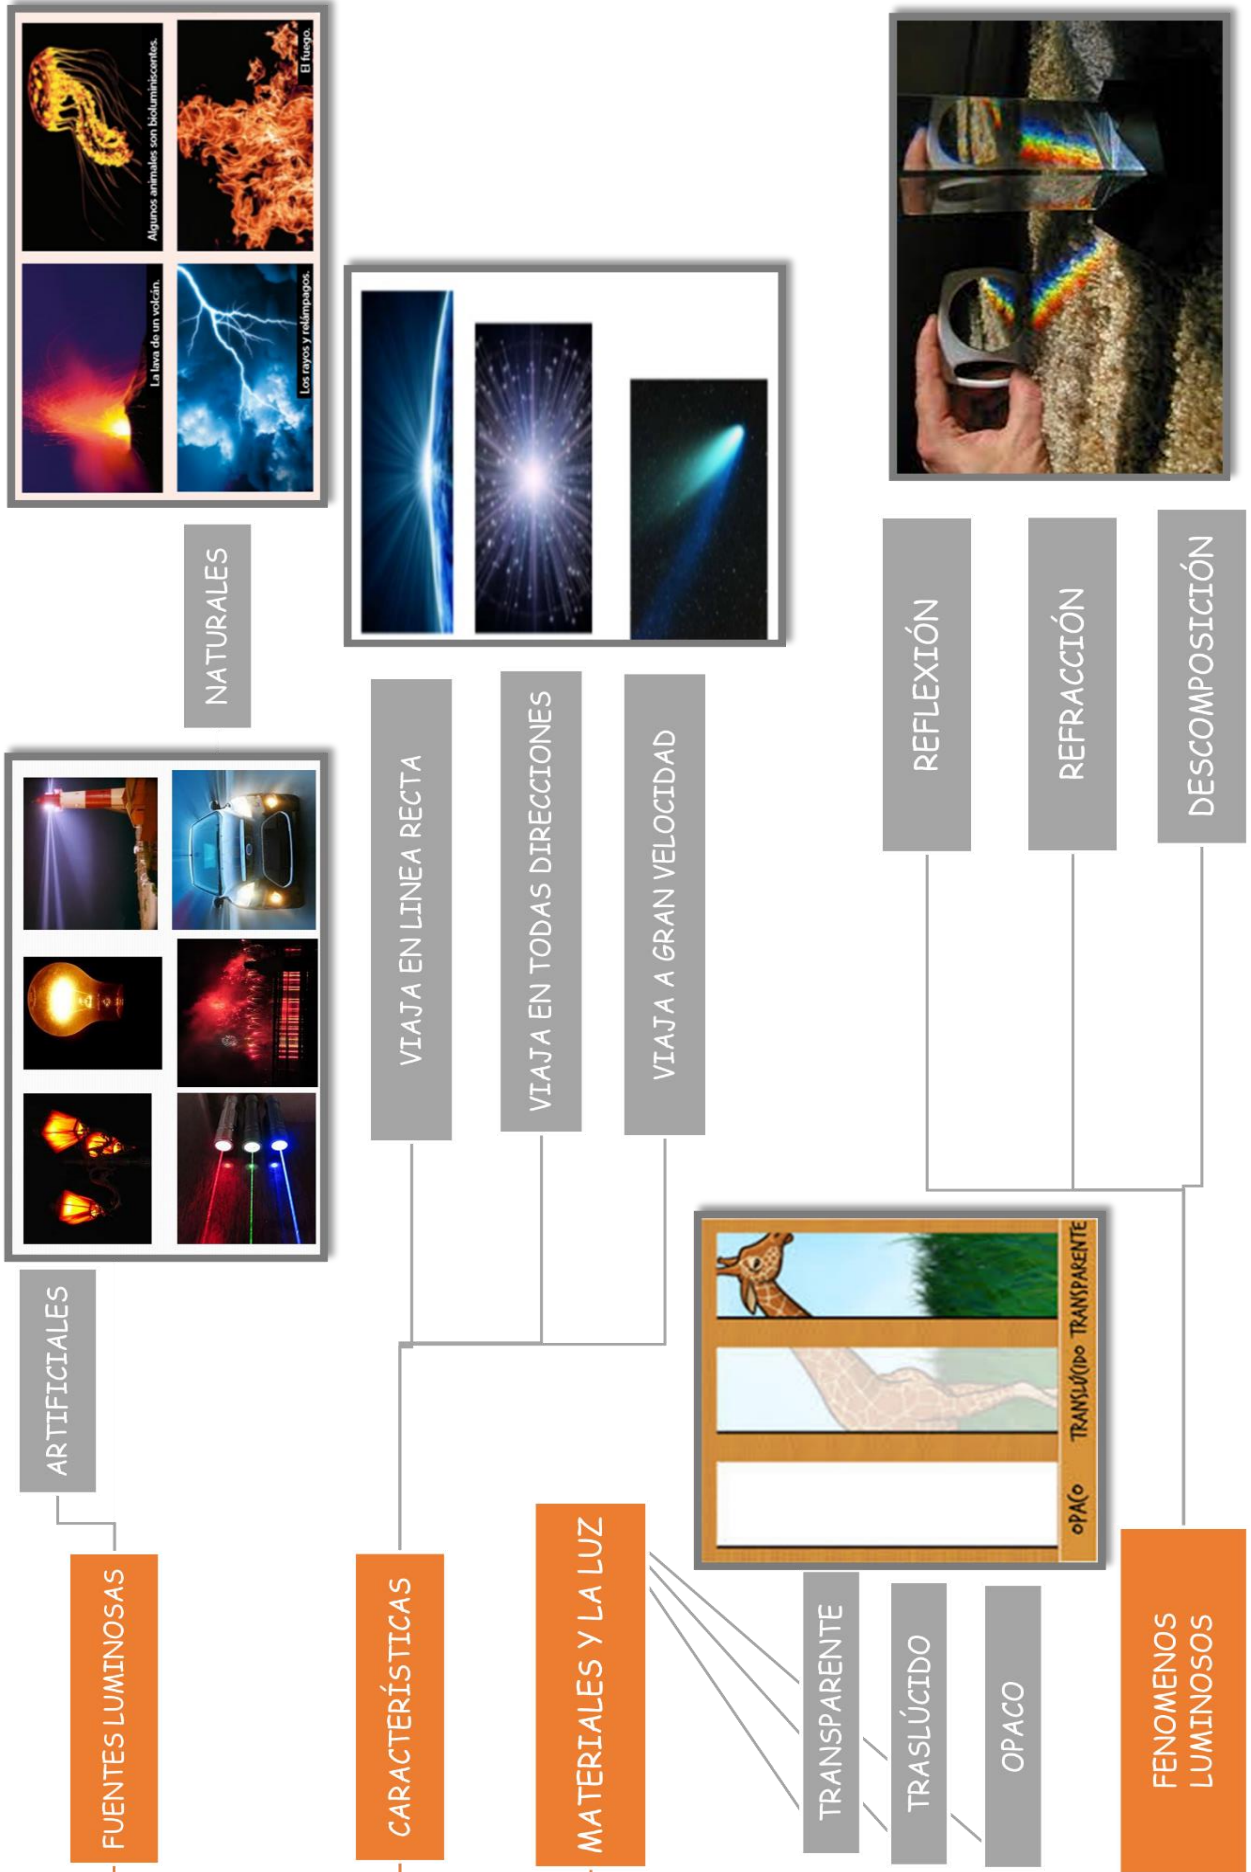 FUENTES LUMINOSAS
ARTIFICIALES
NATURALES
La lava de un volcán.
Algunos animales son bioluminiscentes.
Los rayos y relámpagos.
El fuego.
CARACTERÍSTICAS
VIAJA EN LINEA RECTA
VIAJA EN TODAS DIRECCIONES
VIAJA A GRAN VELOCIDAD
MATERIALES Y LA LUZ
TRANSPARENTE
TRASLÚCIDO
OPACO
OPACO
TRANSLÚCIDO
TRANSPARENTE
FENOMENOS
LUMINOSOS
REFLEXIÓN
REFRACCIÓN
DESCOMPOSICIÓN